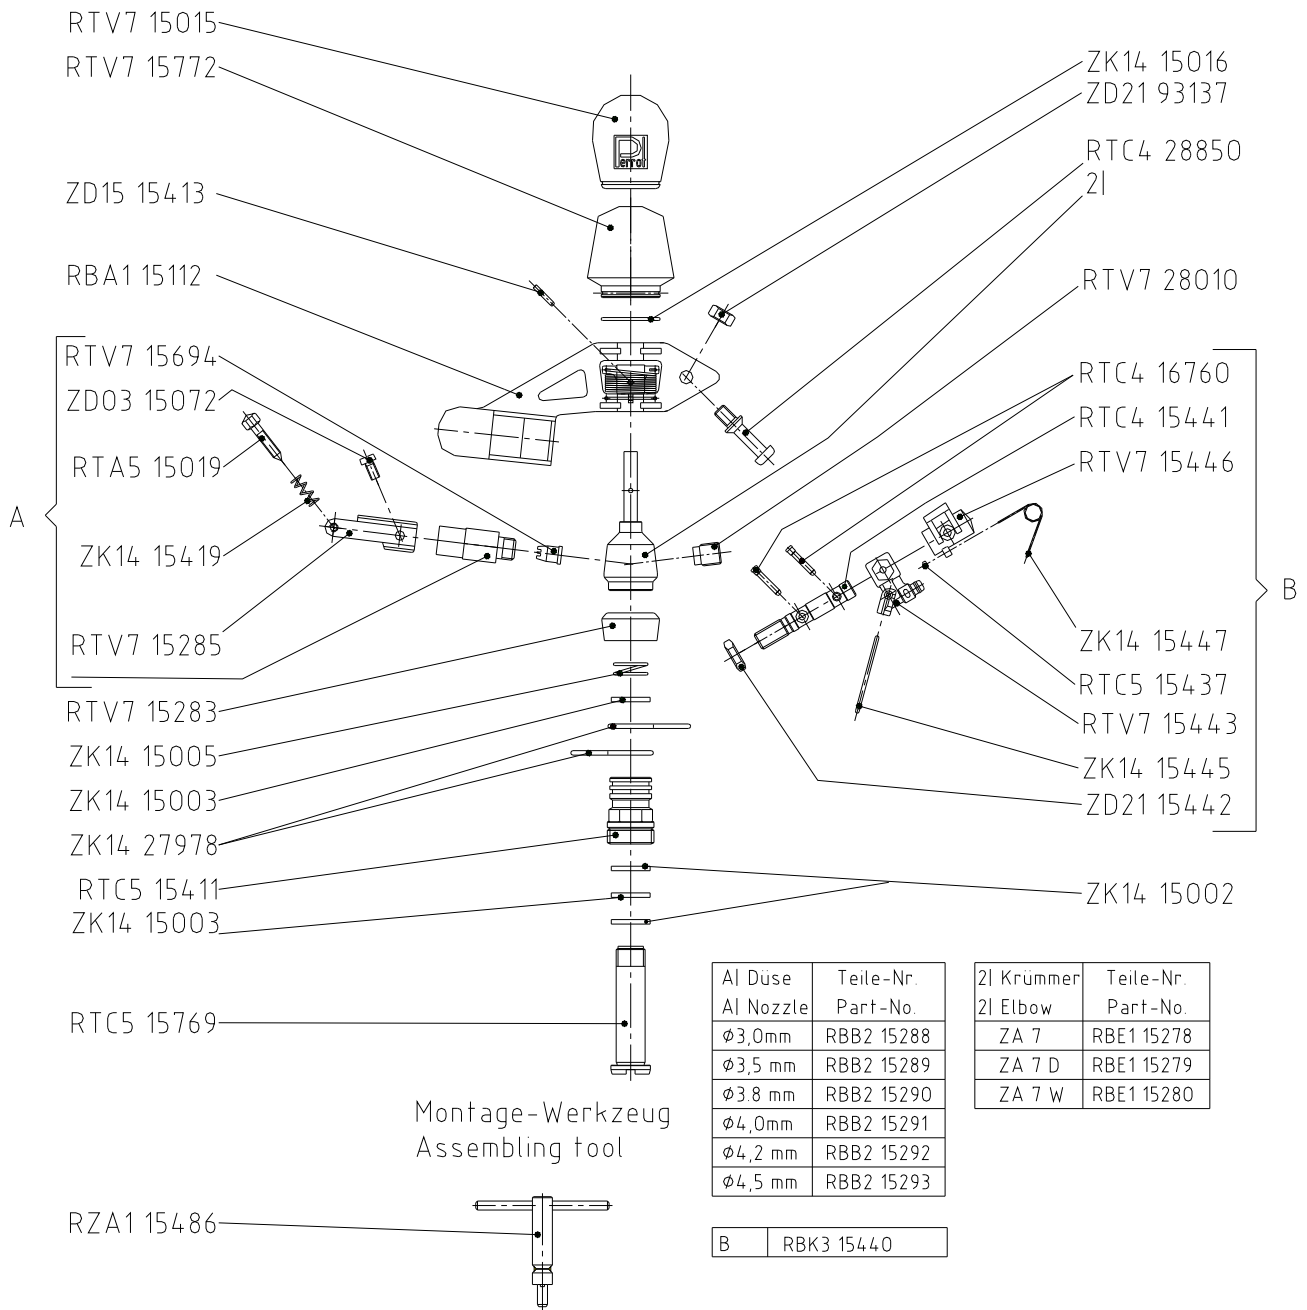 RTV7 15015
RTV7 15772
ZD15 15413
RBA1 15112
RTV7 15694
ZD03 15072
RTA5 15019
A
ZK14 15419
RTV7 15285
RTV7 15283
ZK14 15005
ZK14 15003
ZK14 27978
RTC5 15411
ZK14 15003
RTC5 15769
Perrot
ZK14 15016
ZD21 93137
RTC4 28850
2|
RTV7 28010
RTC4 16760
RTC4 15441
RTV7 15446
B
ZK14 15447
RTC5 15437
RTV7 15443
ZK14 15445
ZD21 15442
ZK14 15002
Montage-Werkzeug
Assembling tool
RZA1 15486
A| Düse Teile-Nr.
A| Nozzle Part-No.
Ø3,0mm RBB2 15288
Ø3,5 mm RBB2 15289
Ø3.8 mm RBB2 15290
Ø4,0mm RBB2 15291
Ø4,2 mm RBB2 15292
Ø4,5 mm RBB2 15293
2| Krümmer Teile-Nr.
2| Elbow Part-No.
ZA 7 RBE1 15278
ZA 7 D RBE1 15279
ZA 7 W RBE1 15280
B RBK3 15440